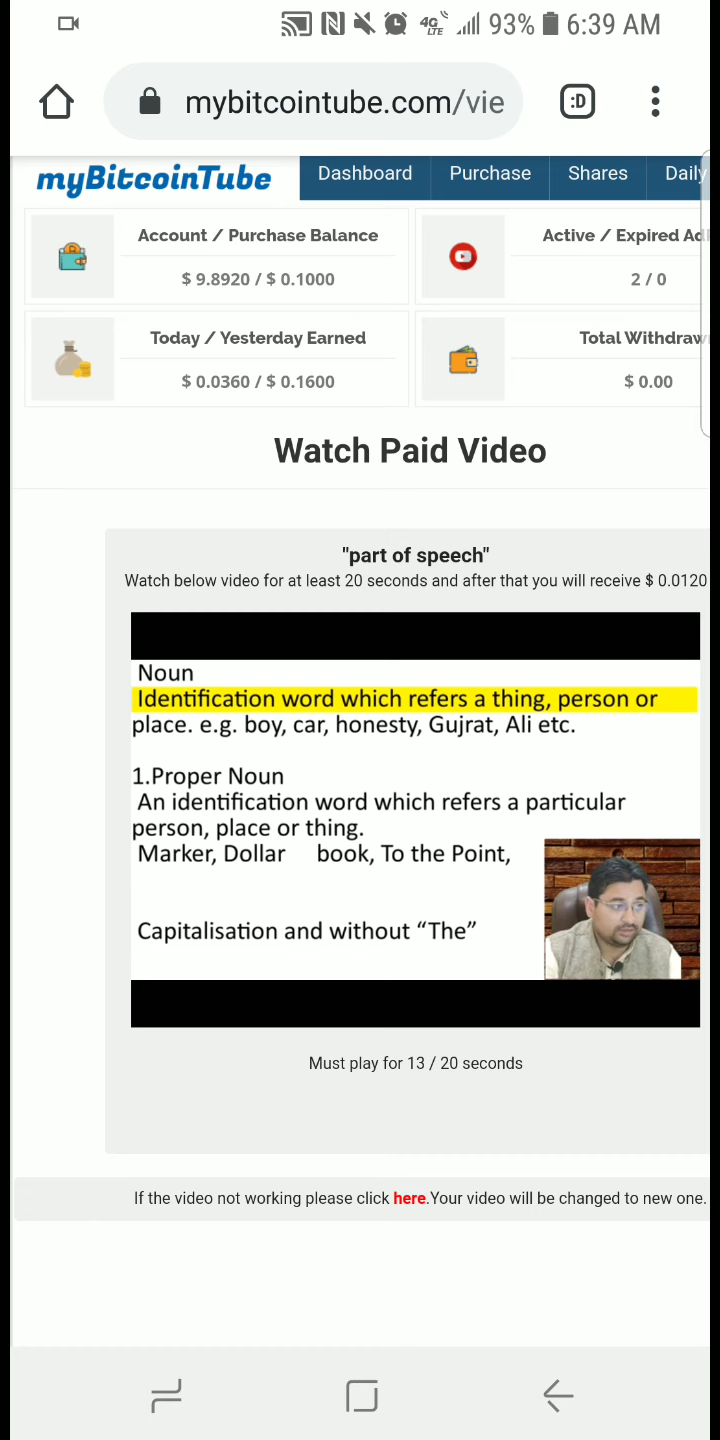 4G LTE 93% 6:39 AM
mybitcointube.com/vie
:D
myBitcoinTube
Dashboard Purchase Shares Daily
Account / Purchase Balance
$ 9.8920 / $ 0.1000
Active / Expired Ad
2 / 0
Today / Yesterday Earned
$ 0.0360 / $ 0.1600
Total Withdraw
$ 0.00
Watch Paid Video
"part of speech"
Watch below video for at least 20 seconds and after that you will receive $ 0.0120
Noun
Identification word which refers a thing, person or
place. e.g. boy, car, honesty, Gujrat, Ali etc.
1.Proper Noun
An identification word which refers a particular
person, place or thing.
Marker, Dollar book, To the Point,
Capitalisation and without “The”
Must play for 13 / 20 seconds
If the video not working please click here.Your video will be changed to new one.